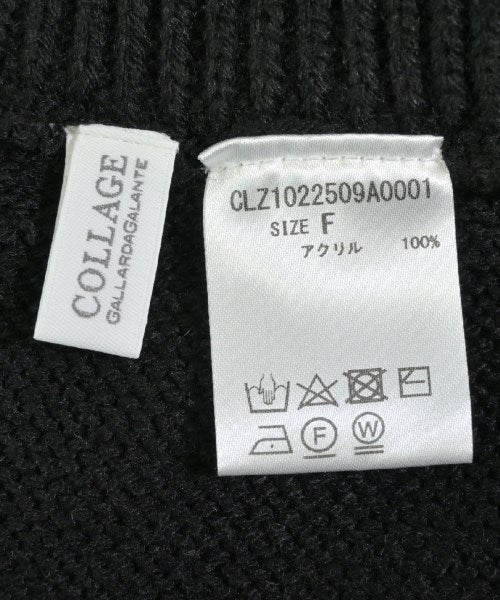 COLLAGE
GALLARDAGALANTE
CLZ1022509A0001
SIZE F
アクリル 100%
F W